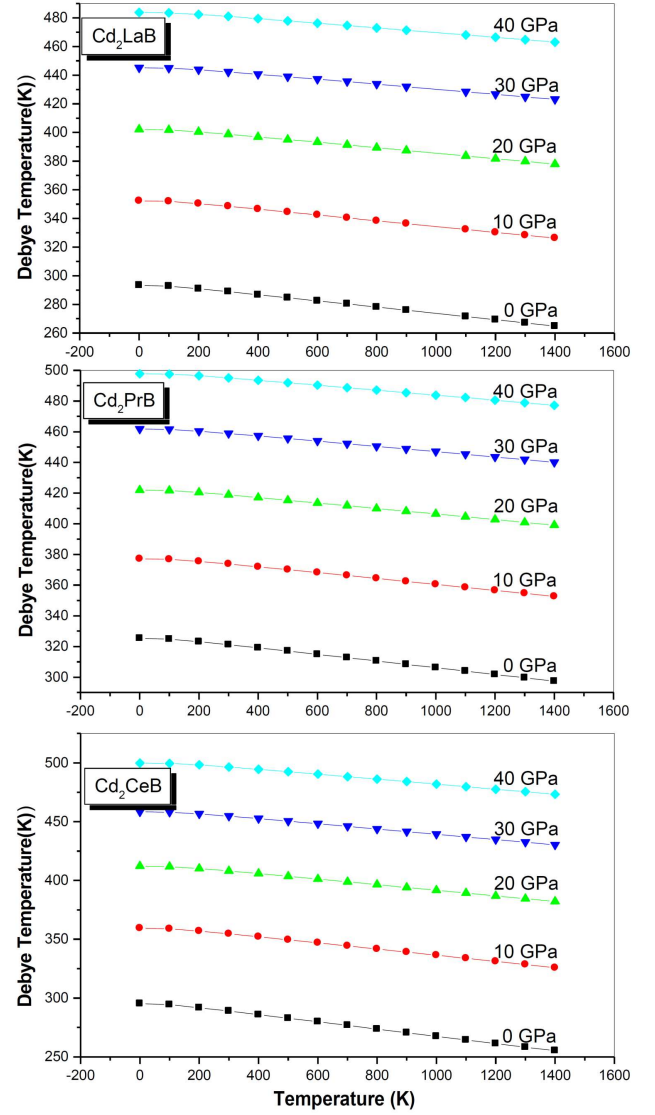 480
460
440
420
400
380
360
340
320
300
280
260
Debye Temperature(K))
Cd₂LaB
40 GPa
30 GPa
20 GPa
10 GPa
0 GPa
-200 0 200 400 600 800 1000 1200 1400 1600
500
480
460
440
420
400
380
360
340
320
300
Debye Temperature(K))
Cd₂PrB
40 GPa
30 GPa
20 GPa
10 GPa
0 GPa
-200 0 200 400 600 800 1000 1200 1400 1600
500
450
400
350
300
250
Debye Temperature(K))
Cd₂CeB
40 GPa
30 GPa
20 GPa
10 GPa
0 GPa
-200 0 200 400 600 800 1000 1200 1400 1600
Temperature (K)